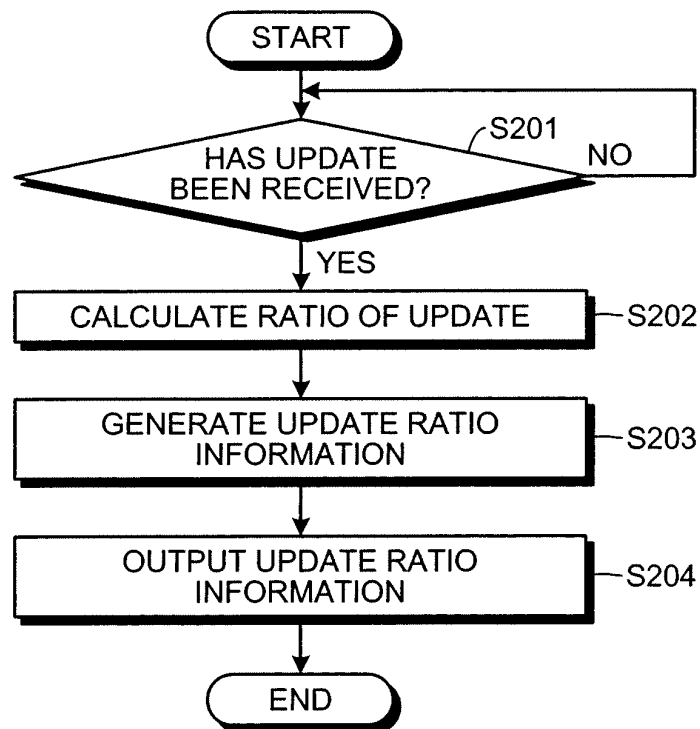 START
S201
HAS UPDATE
BEEN RECEIVED?
NO
YES
CALCULATE RATIO OF UPDATE
S202
GENERATE UPDATE RATIO
INFORMATION
S203
OUTPUT UPDATE RATIO
INFORMATION
S204
END